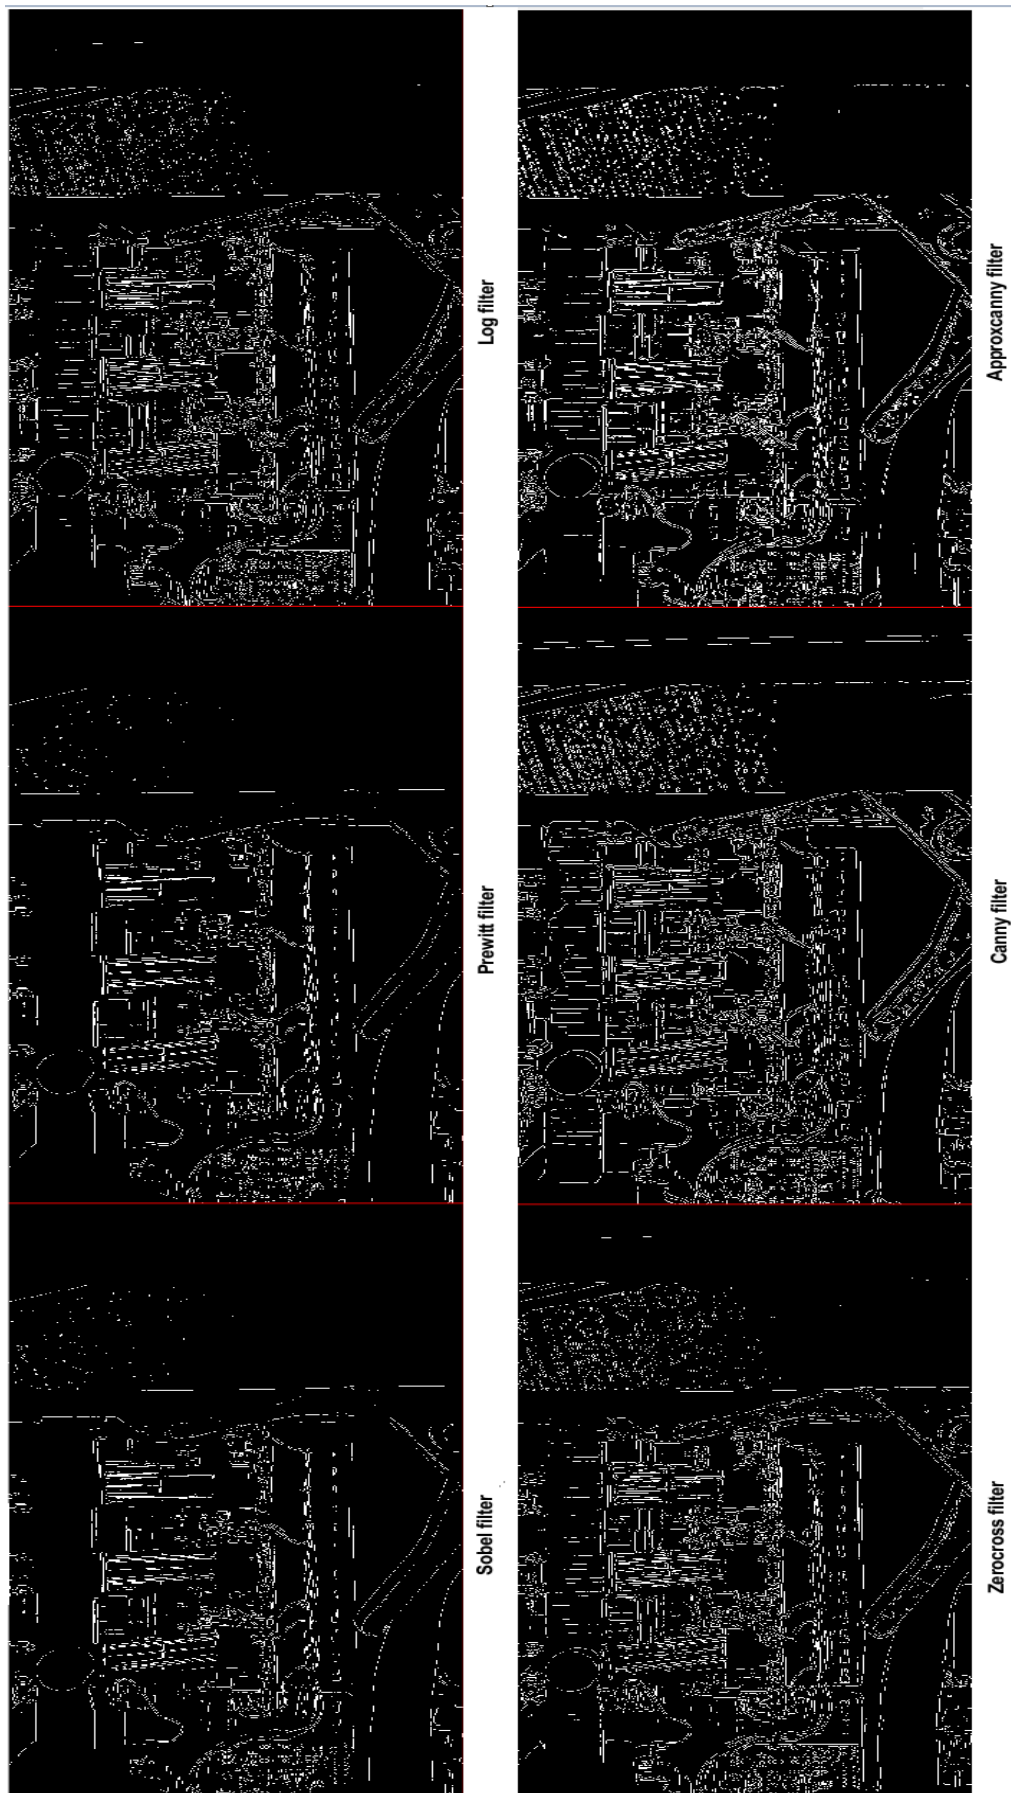 Sobel filter
Prewitt filter
Log filter
Zerocross filter
Canny filter
Approxcanny filter